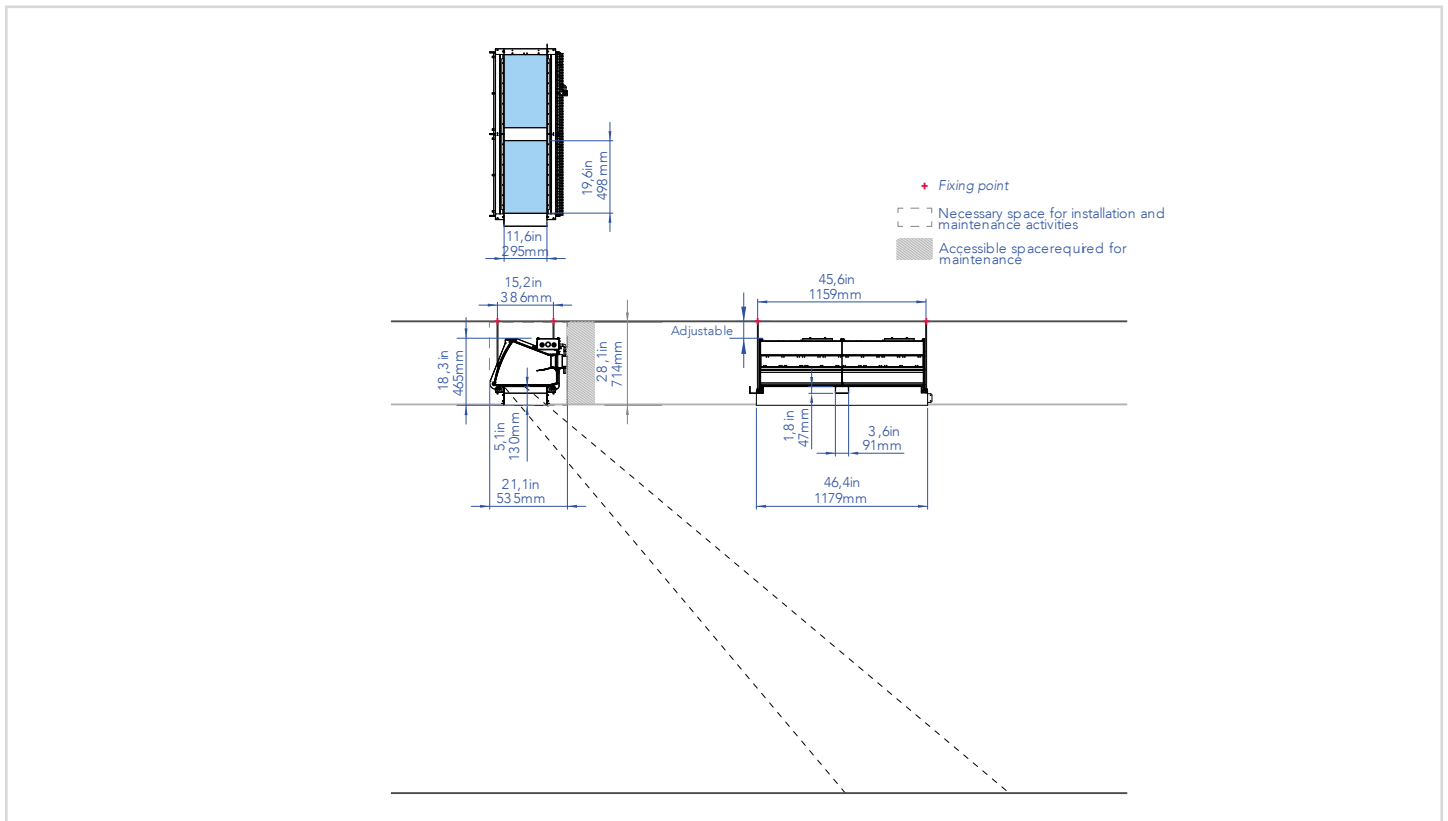 19,6in
498 mm
11,6in
295mm
Fixing point
Necessary space for installation and
maintenance activities
Accessible spacerequired for
maintenance
15,2in
386mm
45,6in
1159mm
Adjustable
18,3in
465mm
28,1in
714mm
5,1in
130mm
1,8in
47mm
3,6in
91mm
21,1in
535mm
46,4in
1179mm